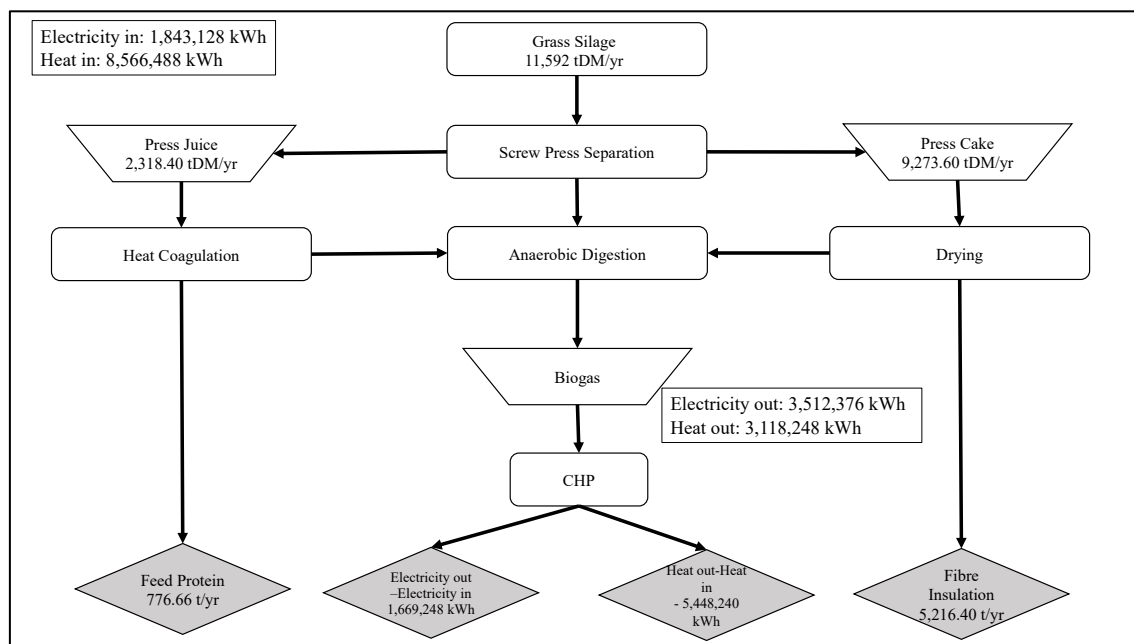 Electricity in: 1,843,128 kWh
Heat in: 8,566,488 kWh
Grass Silage
11,592 tDM/yr
Press Juice
2,318.40 tDM/yr
Screw Press Separation
Press Cake
9,273.60 tDM/yr
Heat Coagulation
Anaerobic Digestion
Drying
Biogas
Electricity out: 3,512,376 kWh
Heat out: 3,118,248 kWh
CHP
Feed Protein
776.66 t/yr
Electricity out
–Electricity in
1,669,248 kWh
Heat out-Heat
in
- 5,448,240
kWh
Fibre
Insulation
5,216.40 t/yr